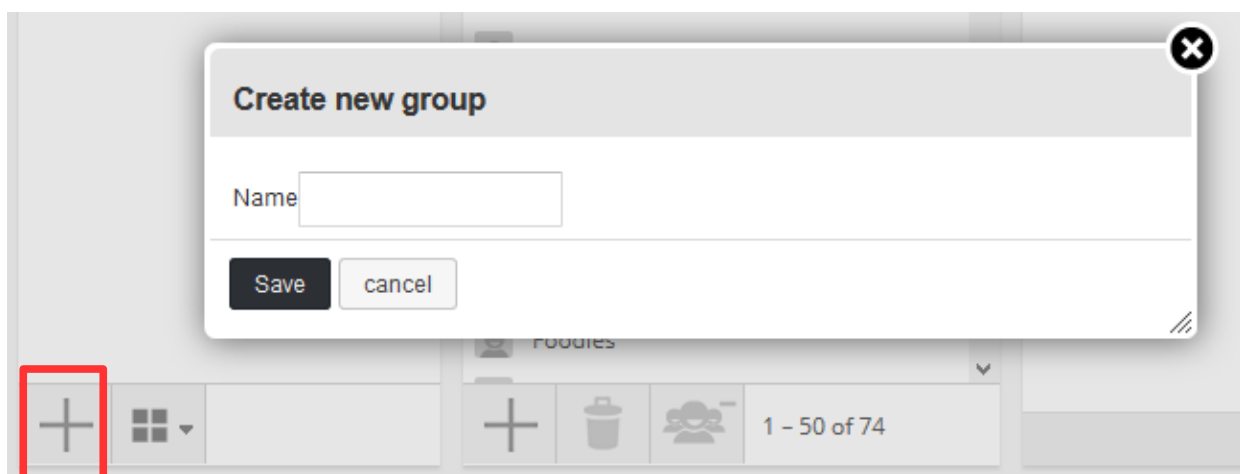 Create new group
Name
Save
cancel
Foodies
1 – 50 of 74